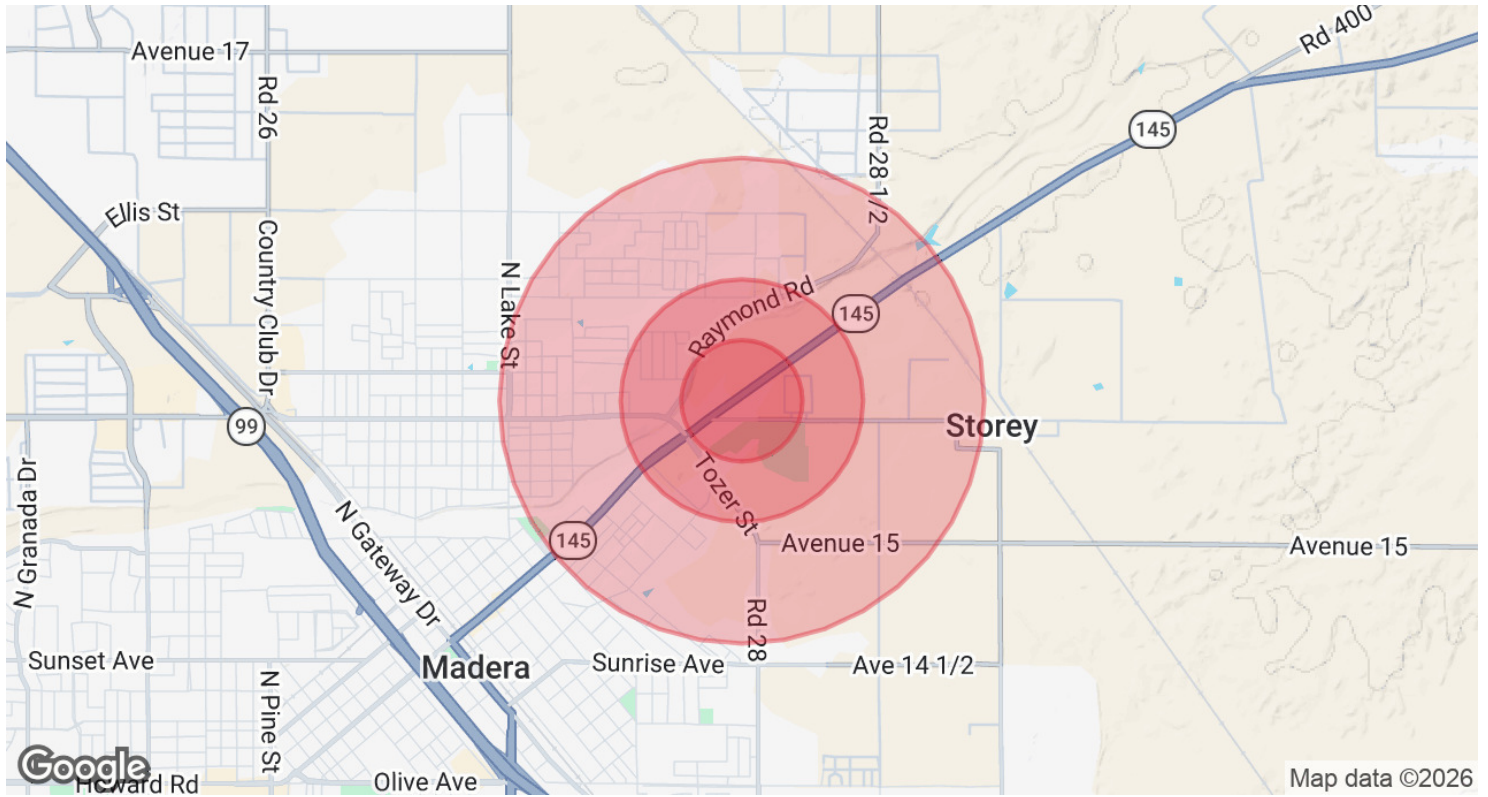 Avenue 17
Rd 26
Rd 400
145
Rd 28 1/2
Ellis St
Country Club Dr
N Lake St
Raymond Rd
145
99
Storey
Tozer St
N Granada Dr
N Gateway Dr
145
Avenue 15
Avenue 15
Rd 28
Sunset Ave
N Pine St
Madera
Sunrise Ave
Ave 14 1/2
Google
Howard Rd
Olive Ave
Map data ©2026